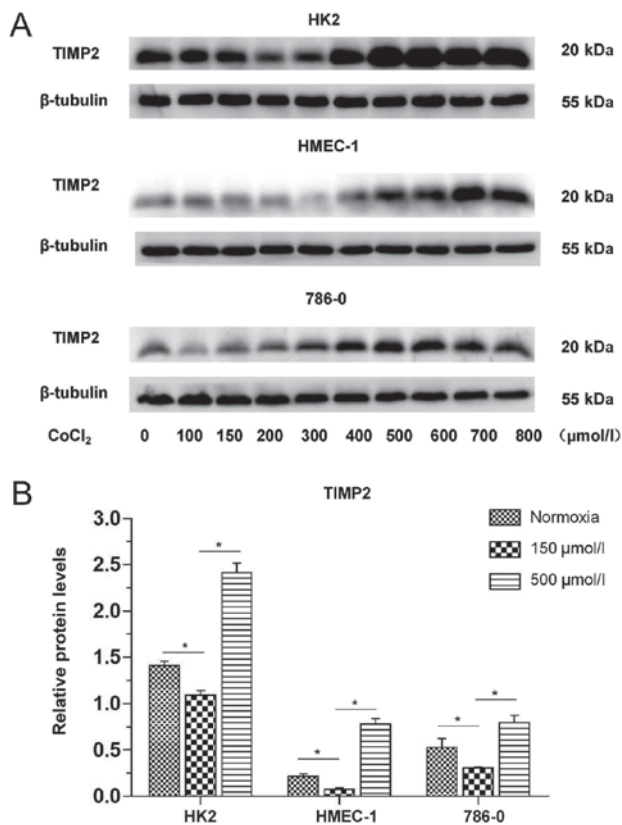 A
HK2
TIMP2 20 kDa
β-tubulin 55 kDa
HMEC-1
TIMP2 20 kDa
β-tubulin 55 kDa
786-0
TIMP2 20 kDa
β-tubulin 55 kDa
CoCl₂ 0 100 150 200 300 400 500 600 700 800 (μmol/l)
B
TIMP2
Relative protein levels
3.0
2.5
2.0
1.5
1.0
0.5
0.0
Normoxia
150 μmol/l
500 μmol/l
* *
* *
* *
HK2 HMEC-1 786-0